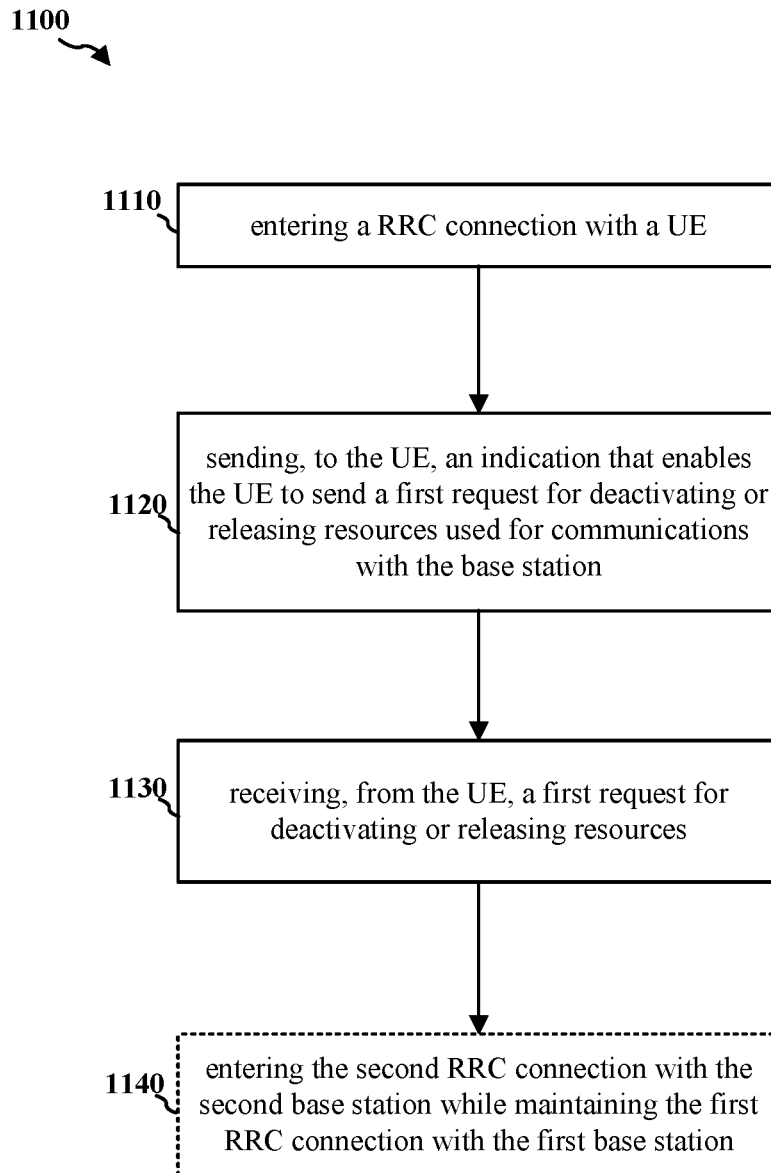 1100
1110
entering a RRC connection with a UE
1120
sending, to the UE, an indication that enables
the UE to send a first request for deactivating or
releasing resources used for communications
with the base station
1130
receiving, from the UE, a first request for
deactivating or releasing resources
1140
entering the second RRC connection with the
second base station while maintaining the first
RRC connection with the first base station